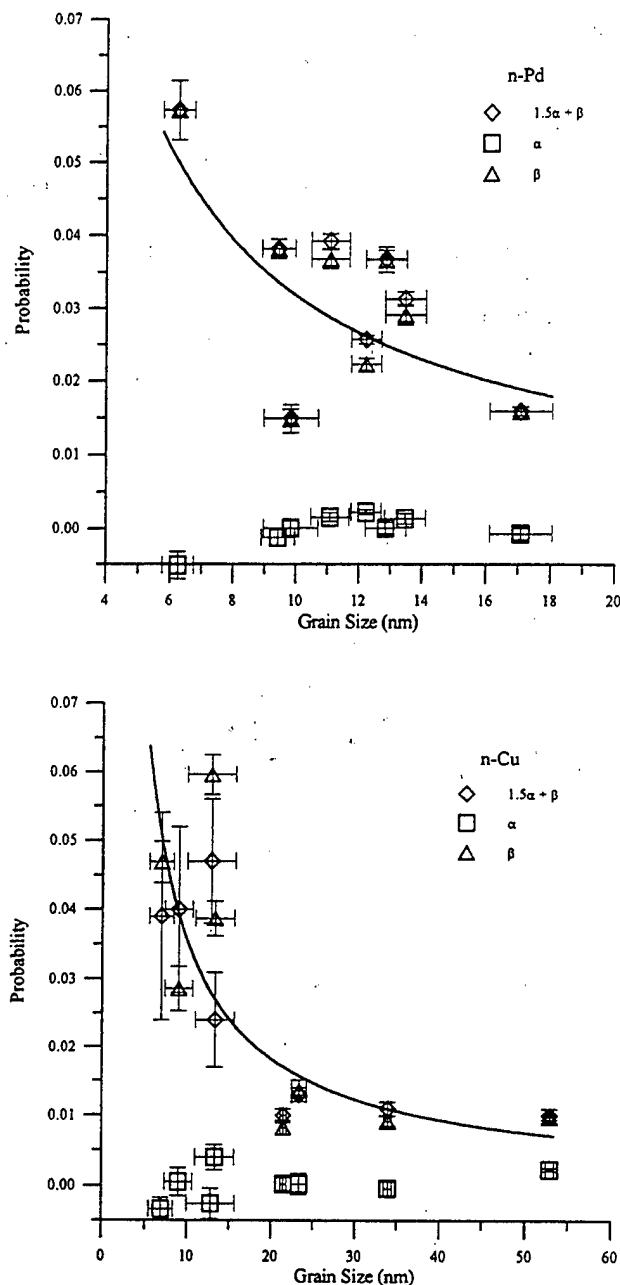 0.07
0.06
0.05
0.04
0.03
0.02
0.01
0.00
Probability
n-Pd
1.5α + β
α
β
4 6 8 10 12 14 16 18 20
Grain Size (nm)
0.07
0.06
0.05
0.04
0.03
0.02
0.01
0.00
Probability
n-Cu
1.5α + β
α
β
0 10 20 30 40 50 60
Grain Size (nm)